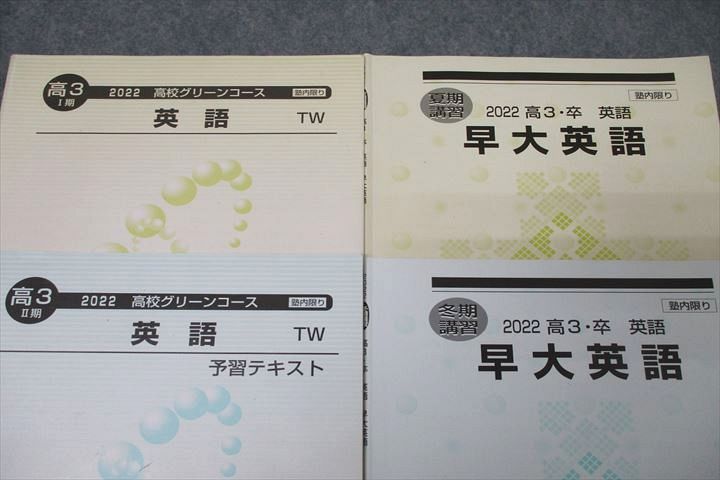 高3
I期
2022 高校グリーンコース
塾内限り
英 語
TW
夏期
講習
塾内限り
2022 高3・卒 英語
早大英語
高3
II期
2022 高校グリーンコース
塾内限り
英 語
TW
予習テキスト
冬期
講習
塾内限り
2022 高3・卒 英語
早大英語